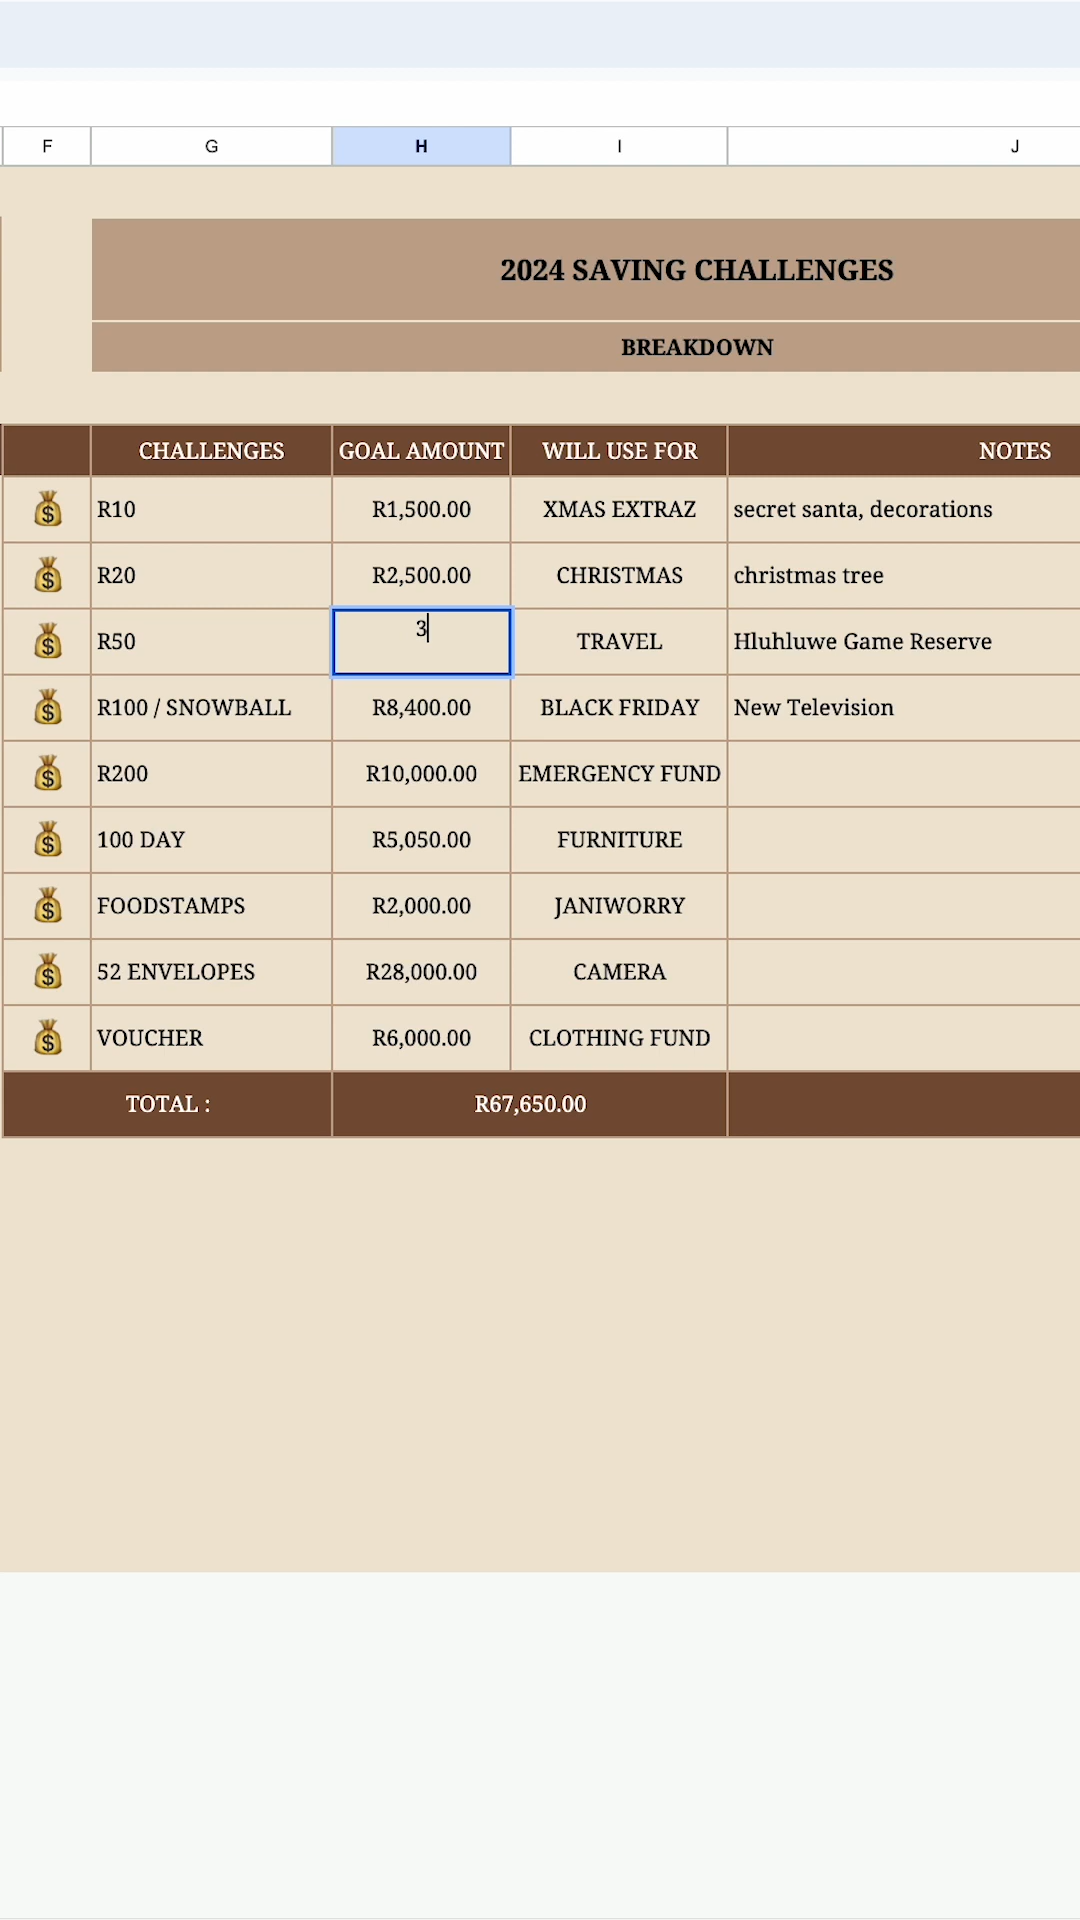 F G H I J
2024 SAVING CHALLENGES
BREAKDOWN
CHALLENGES GOAL AMOUNT WILL USE FOR NOTES
R10 R1,500.00 XMAS EXTRAZ secret santa, decorations
R20 R2,500.00 CHRISTMAS christmas tree
R50 3 TRAVEL Hluhluwe Game Reserve
R100 / SNOWBALL R8,400.00 BLACK FRIDAY New Television
R200 R10,000.00 EMERGENCY FUND
100 DAY R5,050.00 FURNITURE
FOODSTAMPS R2,000.00 JANIWORRY
52 ENVELOPES R28,000.00 CAMERA
VOUCHER R6,000.00 CLOTHING FUND
TOTAL : R67,650.00